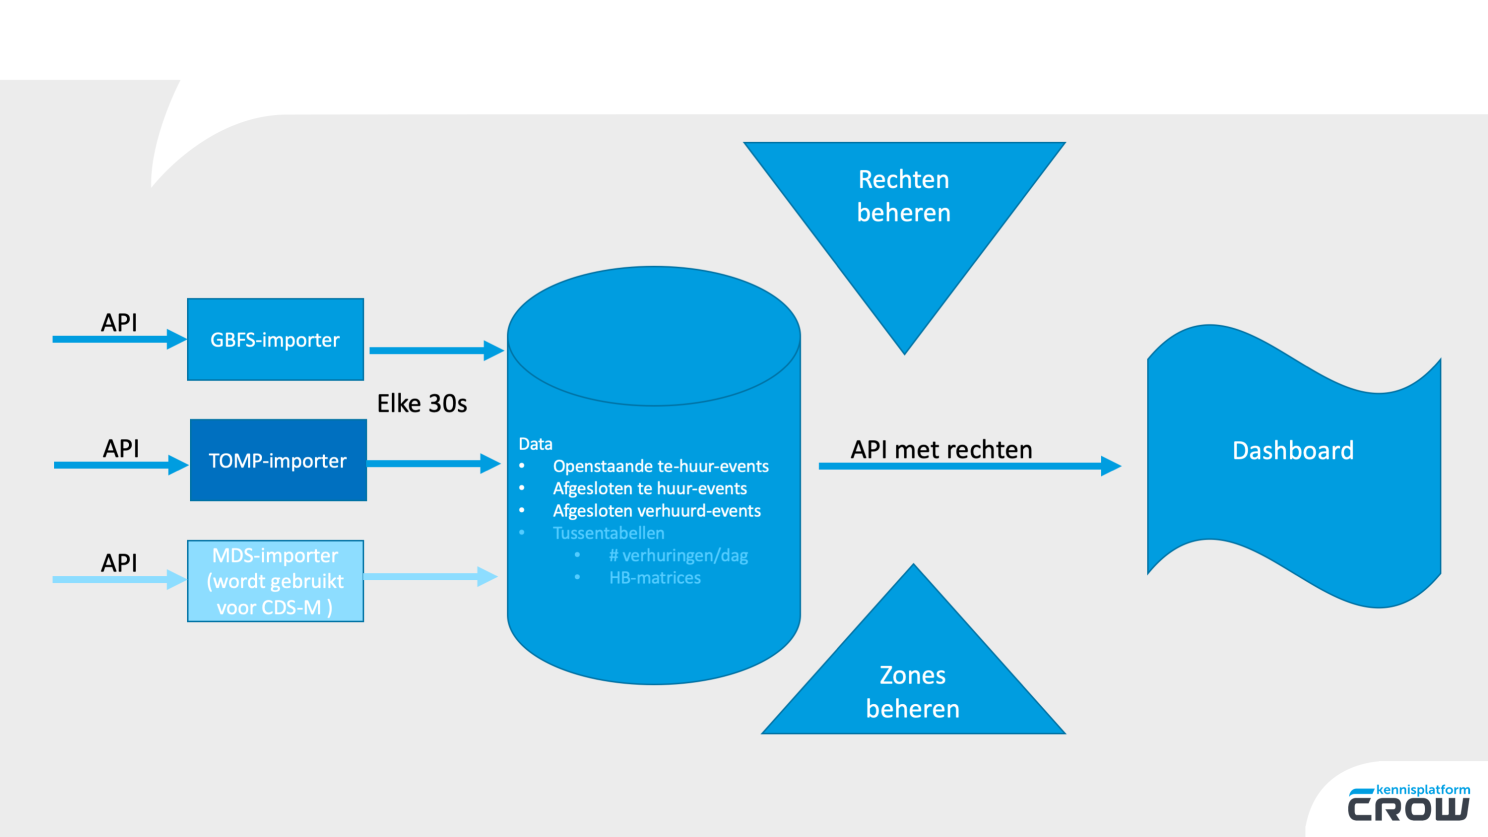 Rechten
beheren
API
GBFS-importer
Elke 30s
API
TOMP-importer
API
MDS-importer
(wordt gebruikt
voor CDS-M )
Data
• Openstaande te-huur-events
• Afgesloten te huur-events
• Afgesloten verhuurd-events
• Tussentabellen
• # verhuringen/dag
• HB-matrices
API met rechten
Dashboard
Zones
beheren
kennisplatform
CROW